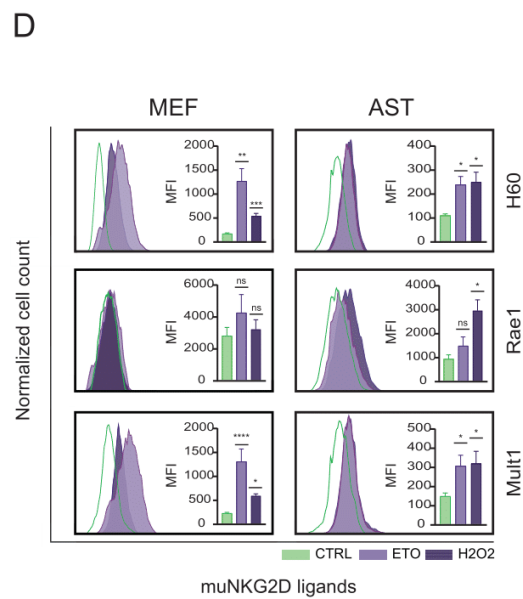 D
MEF AST
Normalized cell count
MFI
2000
1500
1000
500
0
**
***
MFI
400
300
200
100
0
*
*
H60
MFI
6000
4000
2000
0
ns
ns
MFI
4000
3000
2000
1000
0
ns
*
Rae1
MFI
2000
1500
1000
500
0
****
*
MFI
500
400
300
200
100
0
*
*
Mult1
CTRL ETO H2O2
muNKG2D ligands